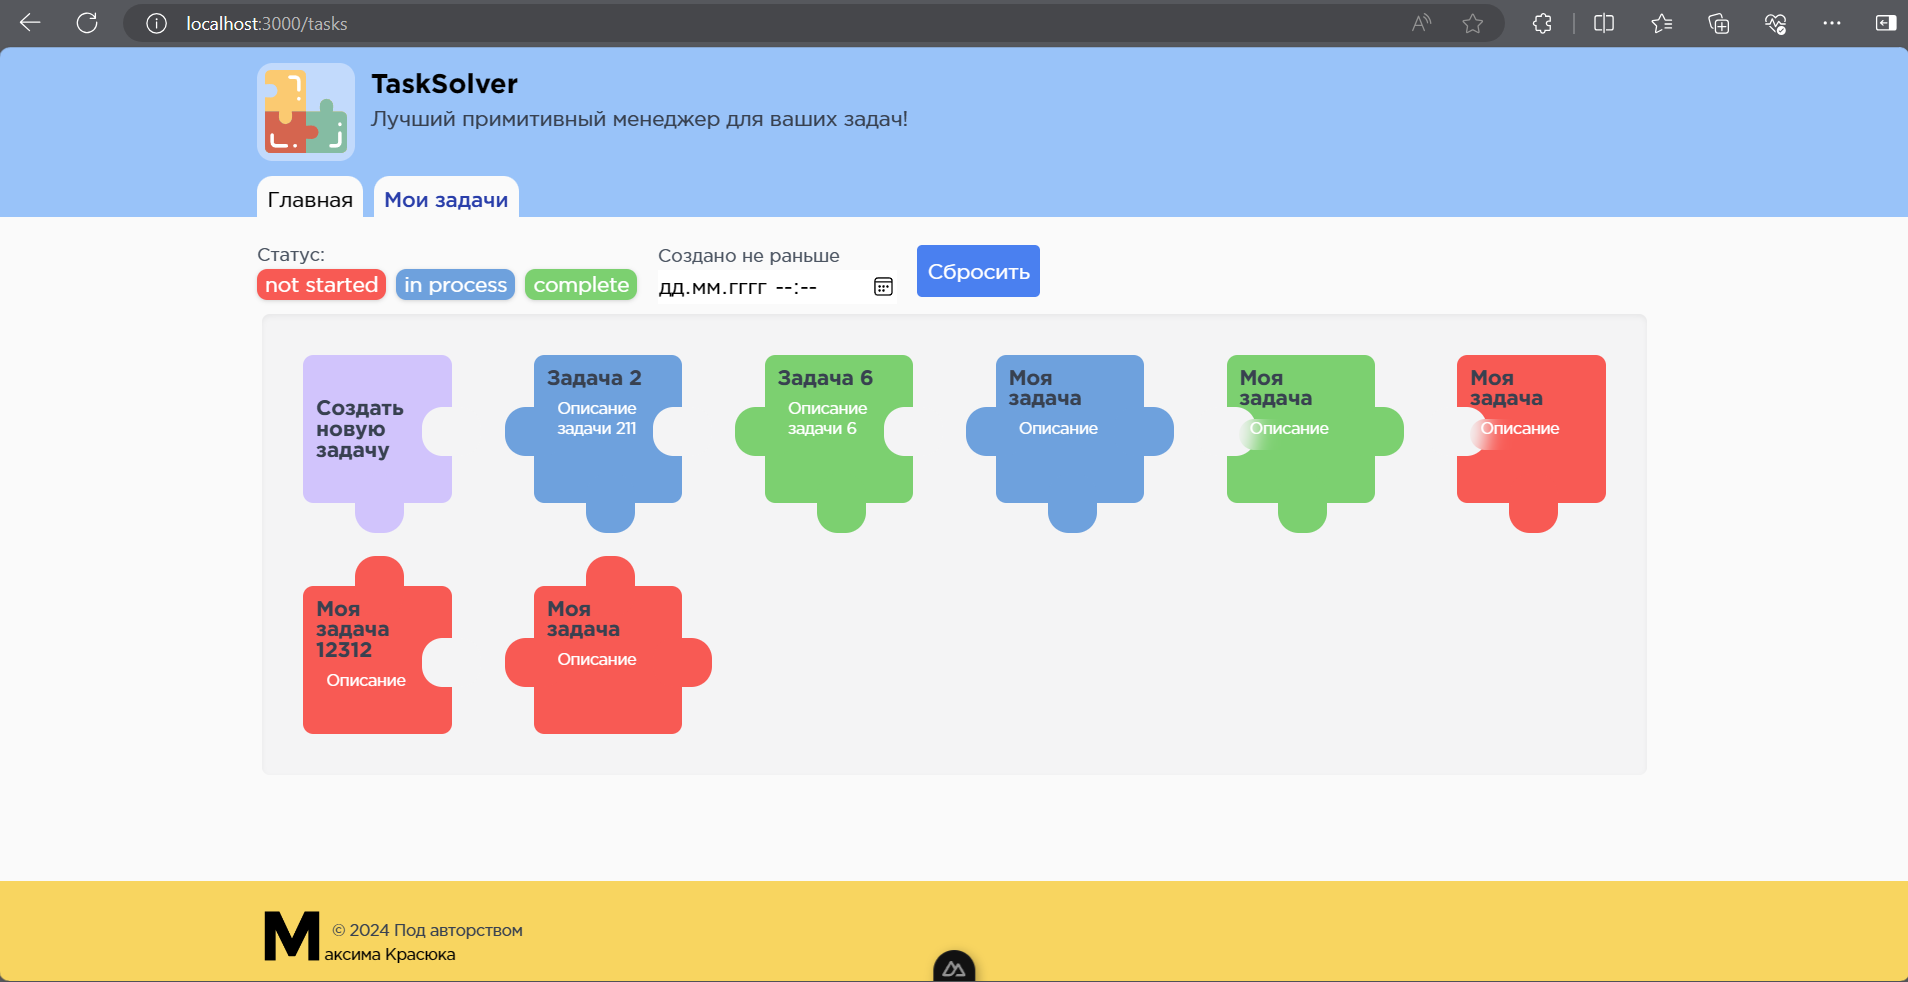 localhost:3000/tasks
TaskSolver
Лучший примитивный менеджер для ваших задач!
Главная
Мои задачи
Статус:
not started
in process
complete
Создано не раньше
дд.мм.гггг --:--
Сбросить
Создать
новую
задачу
Задача 2
Описание
задачи 211
Задача 6
Описание
задачи 6
Моя
задача
Описание
Моя
задача
Описание
Моя
задача
Описание
Моя
задача
12312
Описание
Моя
задача
Описание
© 2024 Под авторством
Максима Красюка